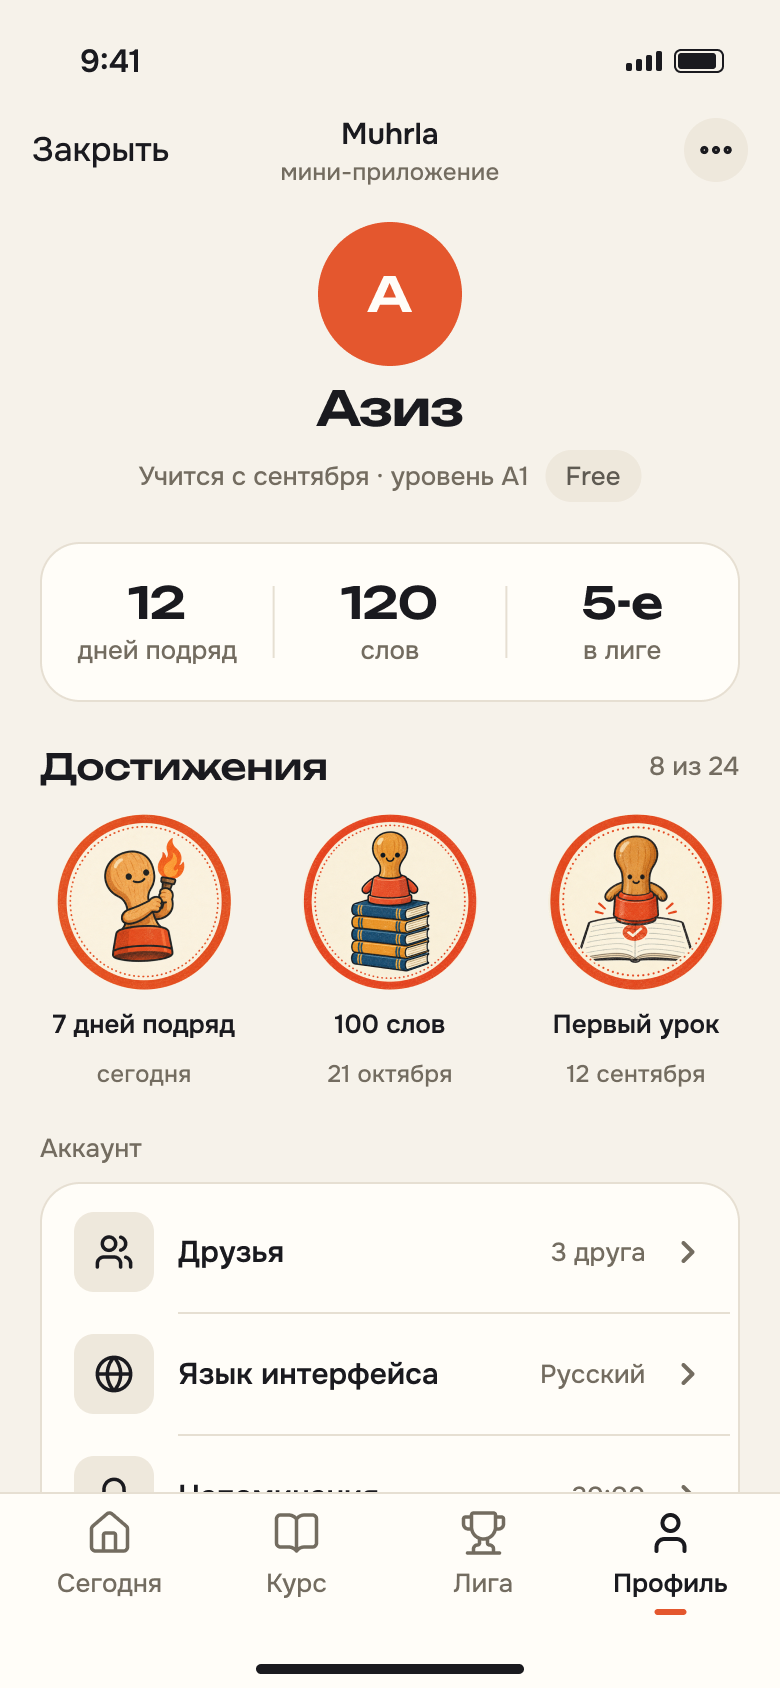 9:41
Закрыть
Muhrla
мини-приложение
А
Азиз
Учится с сентября · уровень A1
Free
12
дней подряд
120
слов
5-е
в лиге
Достижения
8 из 24
7 дней подряд
сегодня
100 слов
21 октября
Первый урок
12 сентября
Аккаунт
Друзья
3 друга
Язык интерфейса
Русский
Сегодня
Курс
Лига
Профиль